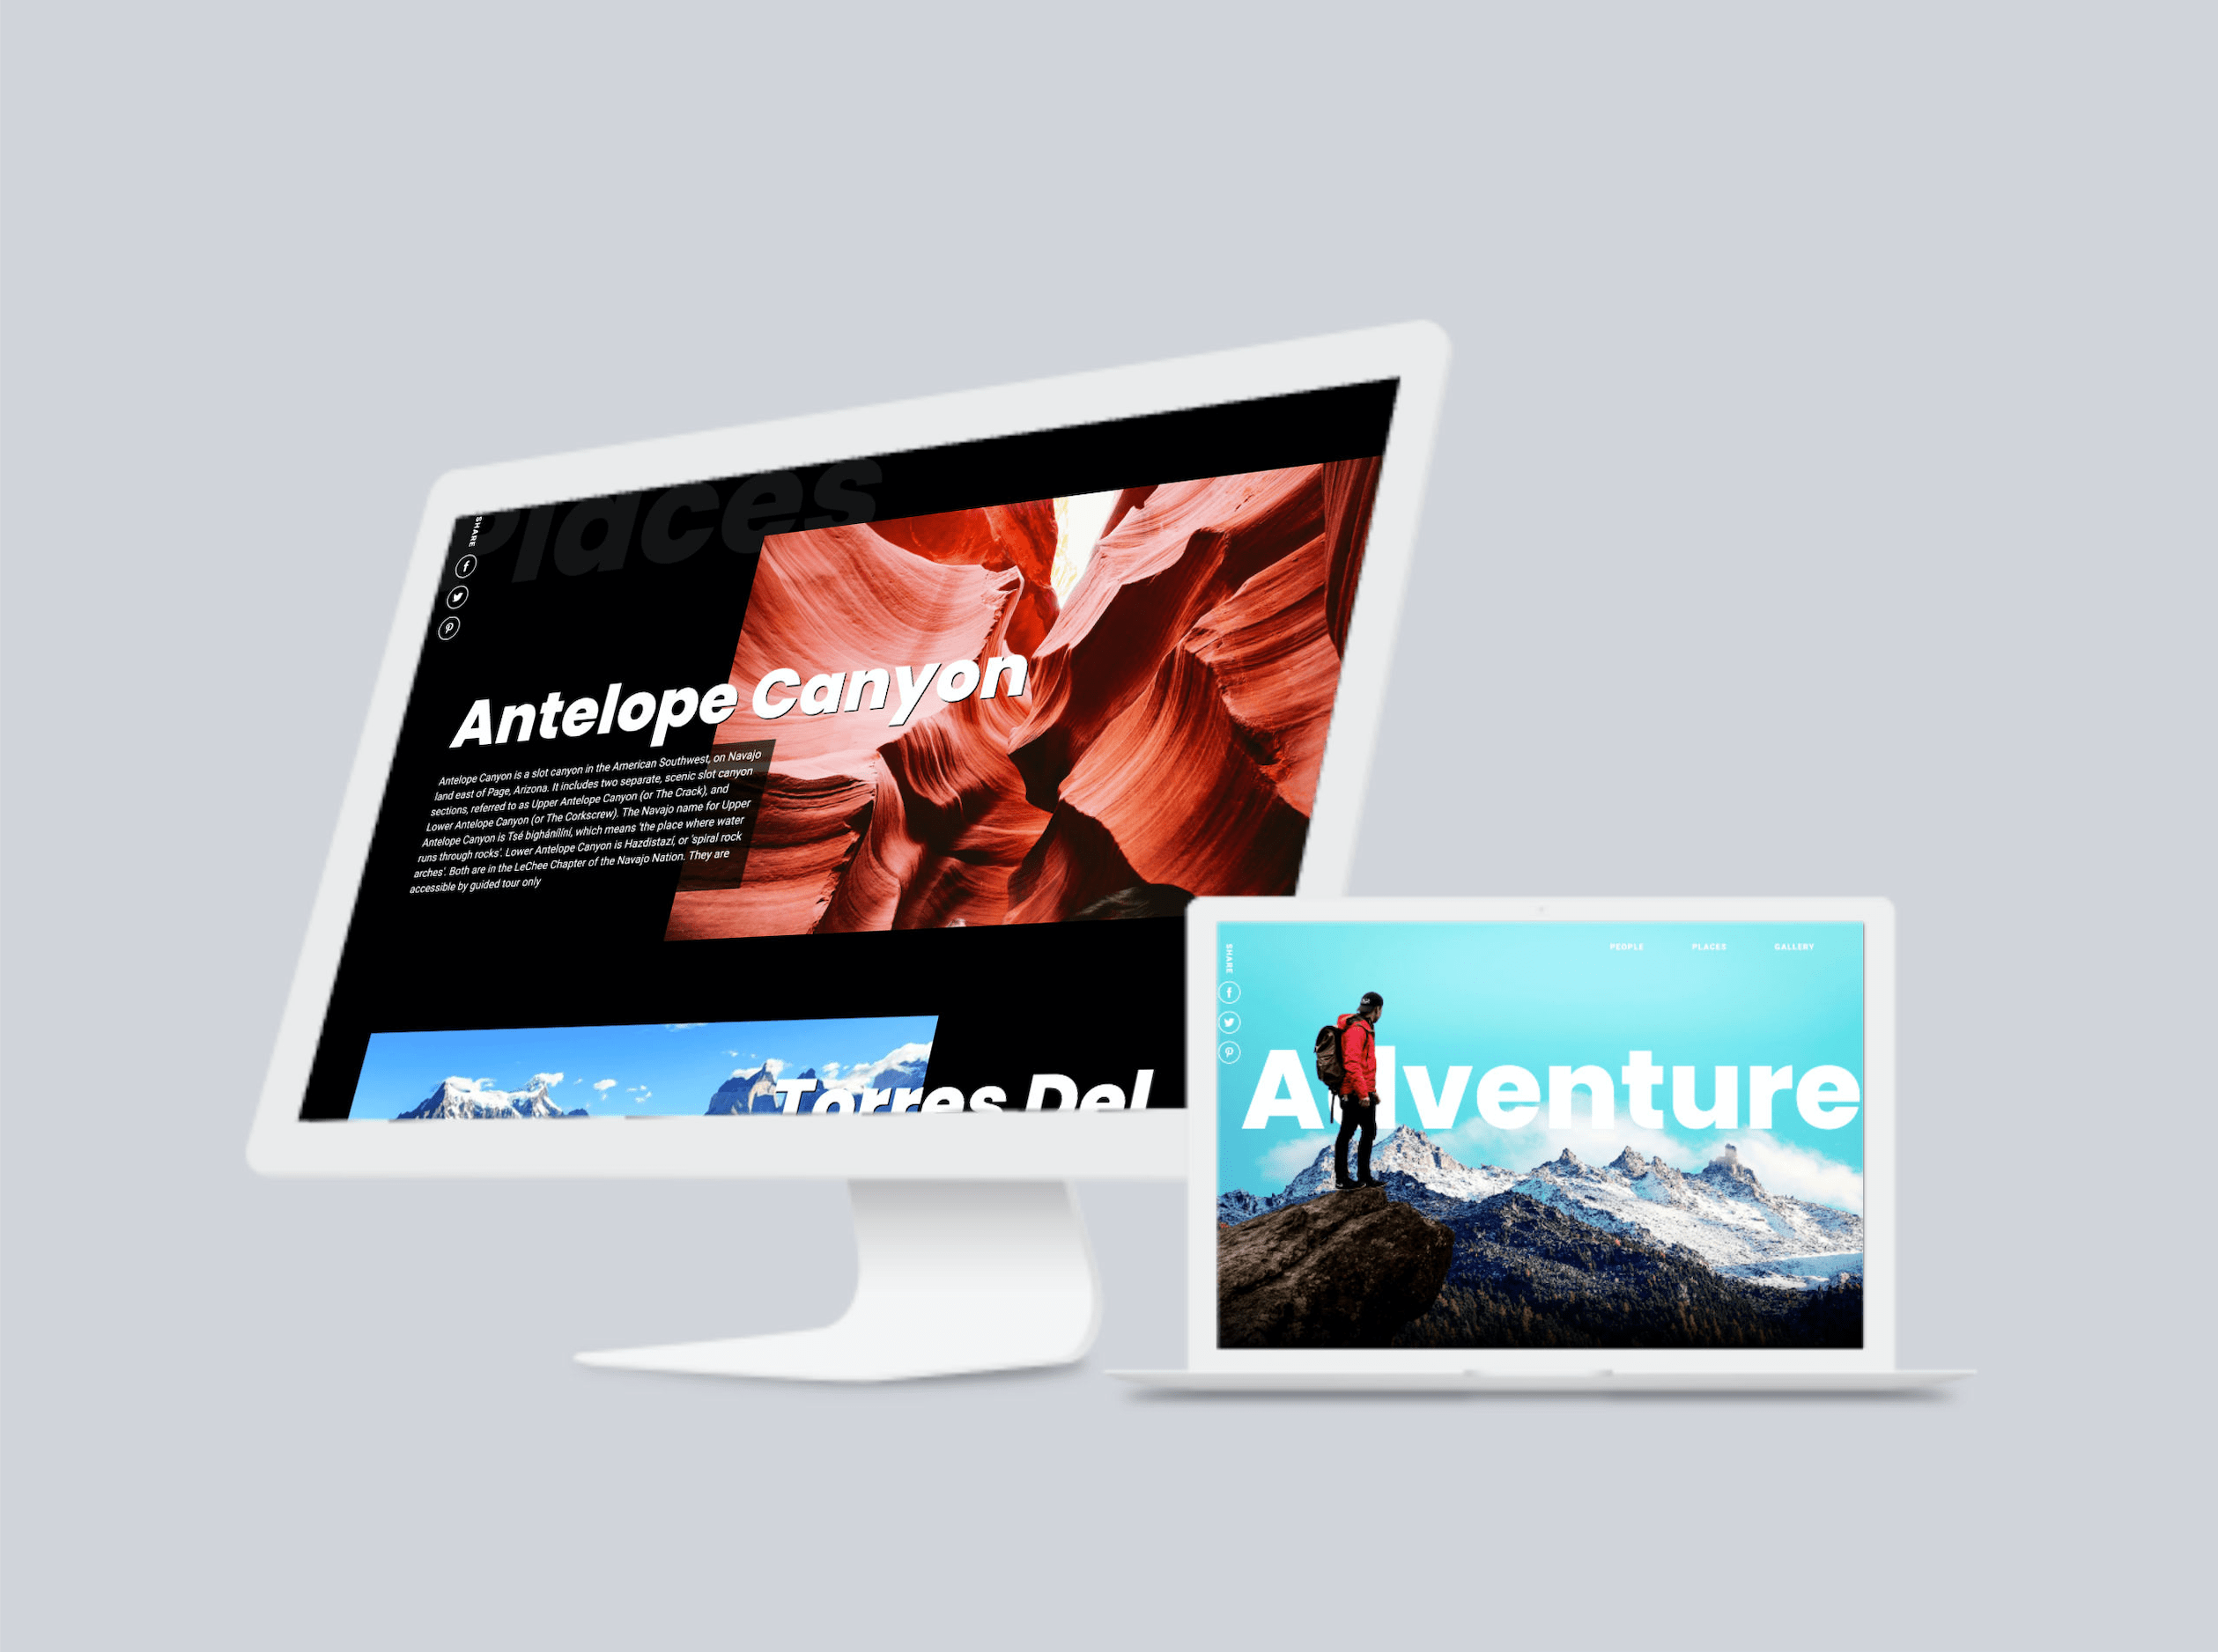 Places
SHARE
Antelope Canyon
Antelope Canyon is a slot canyon in the American Southwest, on Navajo
land east of Page, Arizona. It includes two separate, scenic slot canyon
sections, referred to as Upper Antelope Canyon (or The Crack), and
Lower Antelope Canyon (or The Corkscrew). The Navajo name for Upper
Antelope Canyon is Tsé bighánílíní, which means 'the place where water
runs through rocks'. Lower Antelope Canyon is Hazdistazí, or 'spiral rock
arches'. Both are in the LeChee Chapter of the Navajo Nation. They are
accessible by guided tour only
Torres Del
SHARE
PEOPLE PLACES GALLERY
Adventure